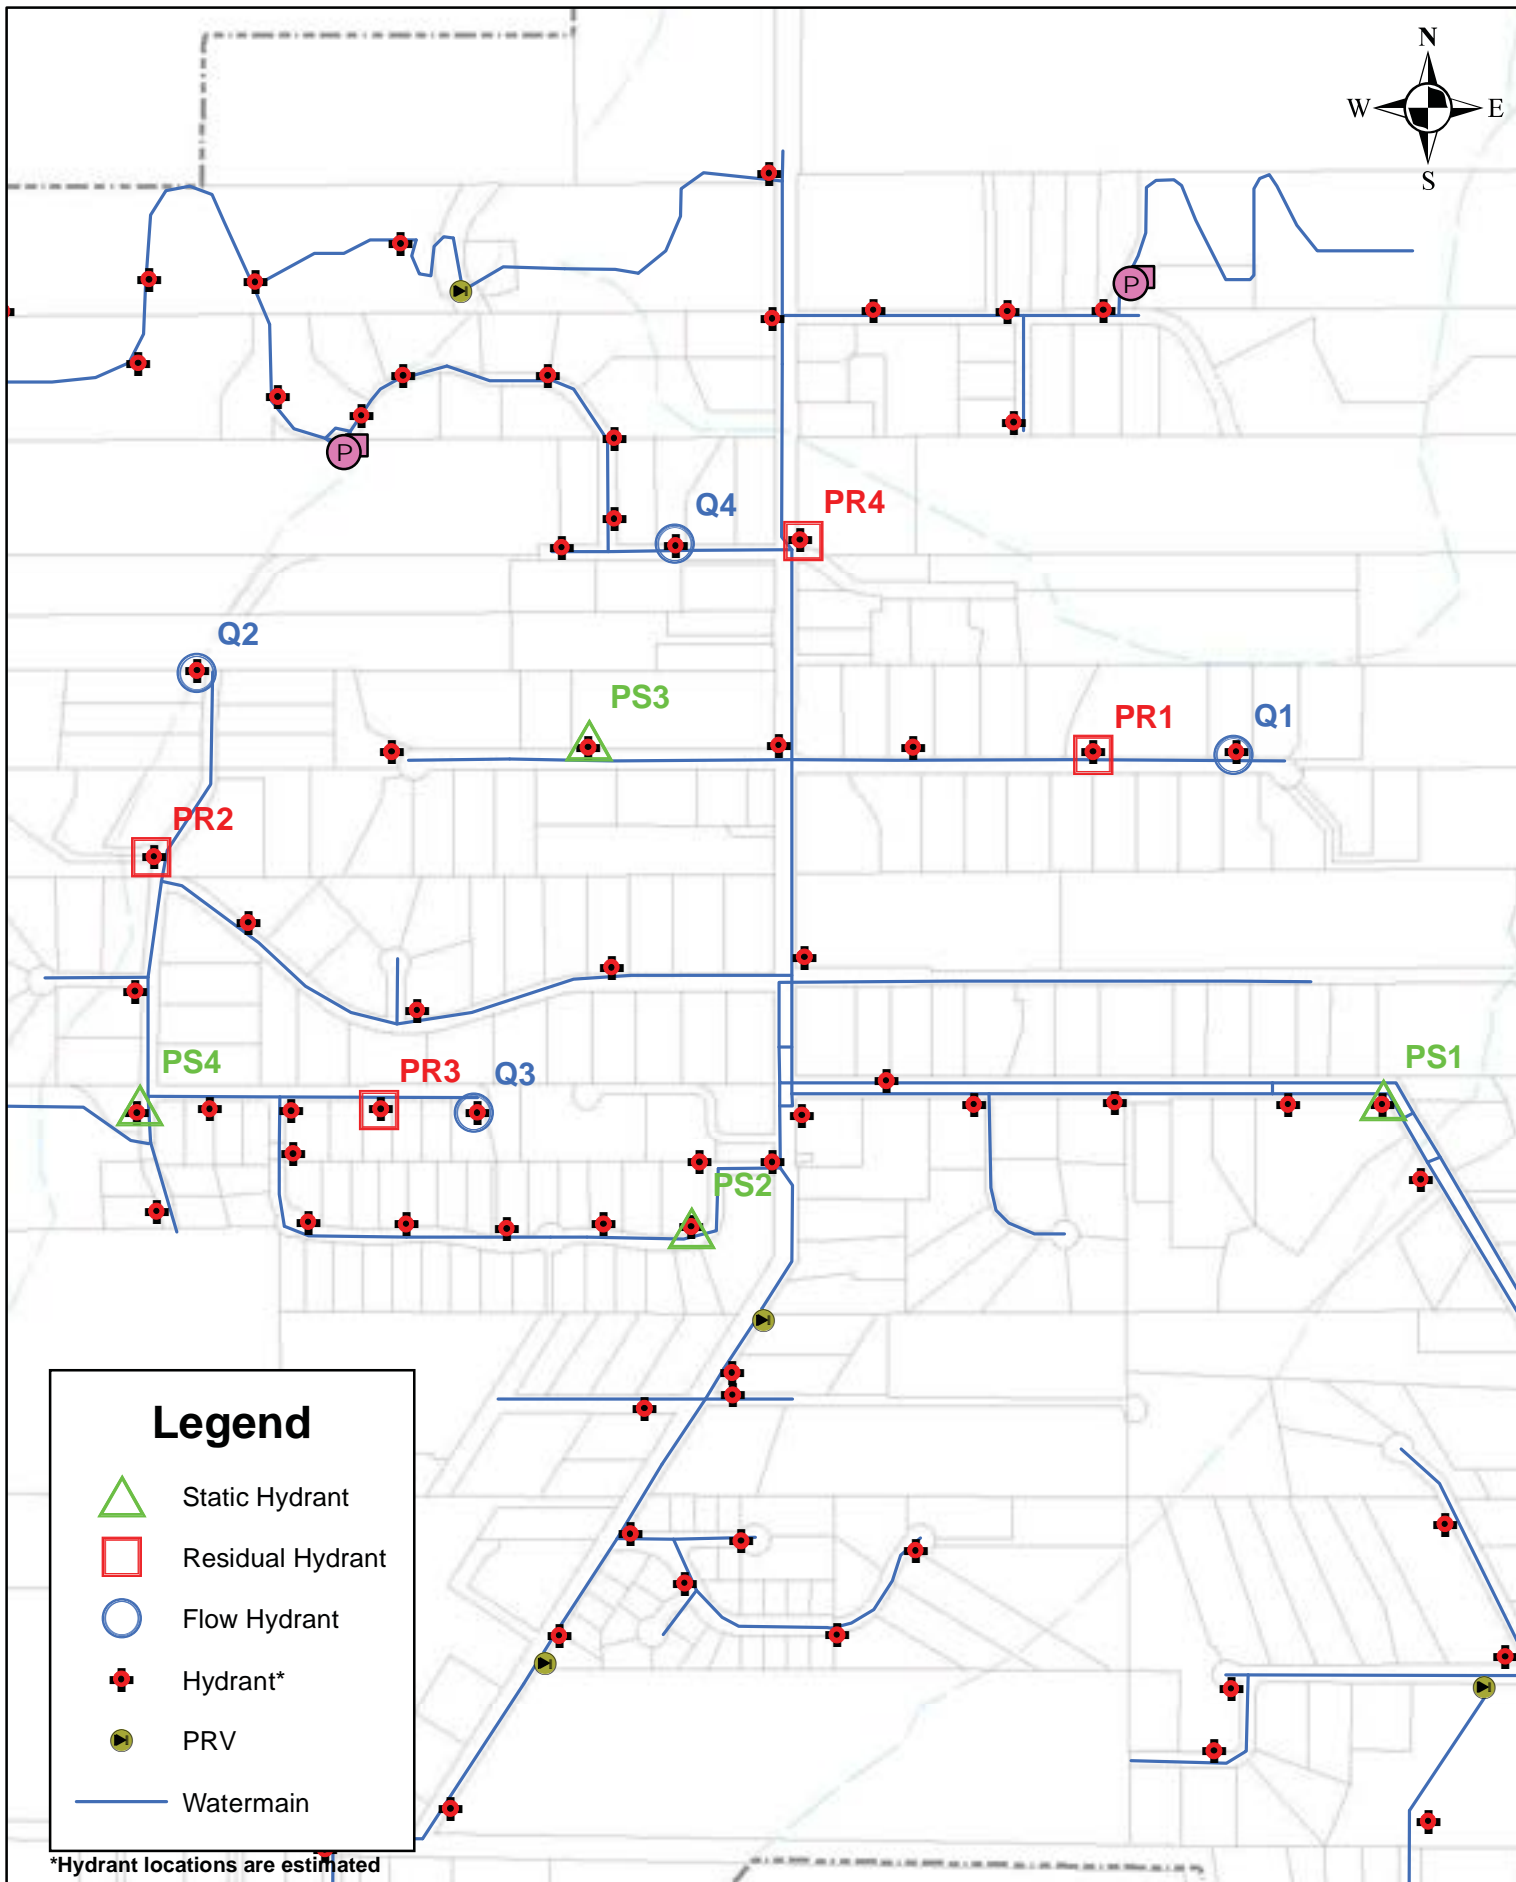 N
W E
S
P
P
Q4
PR4
Q2
PS3
PR1
Q1
PR2
PS4
PR3
Q3
PS1
PS2
Legend
Static Hydrant
Residual Hydrant
Flow Hydrant
Hydrant*
PRV
Watermain
*Hydrant locations are estimated